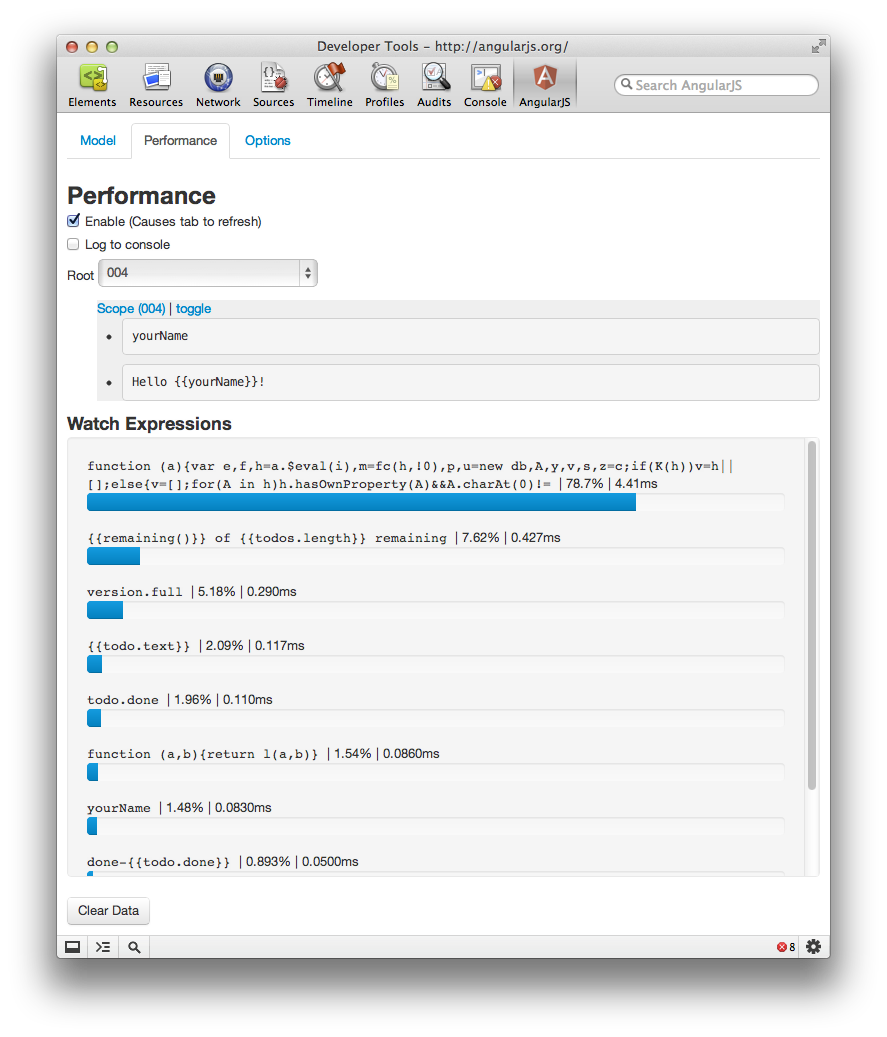 Developer Tools - http://angularjs.org/
Elements Resources Network Sources Timeline Profiles Audits Console AngularJS
Search AngularJS
Model Performance Options
Performance
Enable (Causes tab to refresh)
Log to console
Root 004
Scope (004) | toggle
yourName
Hello {{yourName}}!
Watch Expressions
function (a){var e,f,h=a.$eval(i),m=fc(h,!0),p,u=new db,A,y,v,s,z=c;if(K(h))v=h||
[];else{v=[];for(A in h)h.hasOwnProperty(A)&&A.charAt(0)!= | 78.7% | 4.41ms
{{remaining()}} of {{todos.length}} remaining | 7.62% | 0.427ms
version.full | 5.18% | 0.290ms
{{todo.text}} | 2.09% | 0.117ms
todo.done | 1.96% | 0.110ms
function (a,b){return l(a,b)} | 1.54% | 0.0860ms
yourName | 1.48% | 0.0830ms
done-{{todo.done}} | 0.893% | 0.0500ms
Clear Data
8